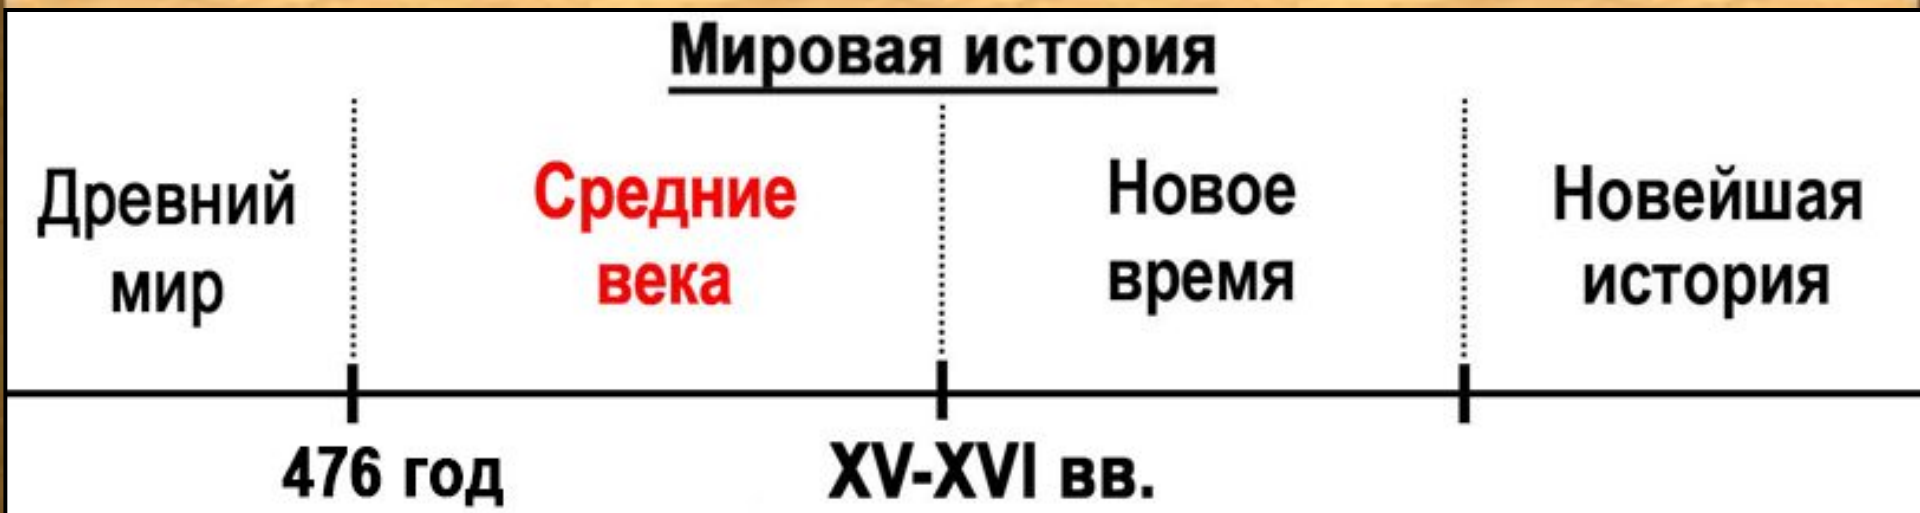 Мировая история
Древний
мир
Средние
века
Новое
время
Новейшая
история
476 год
XV-XVI вв.